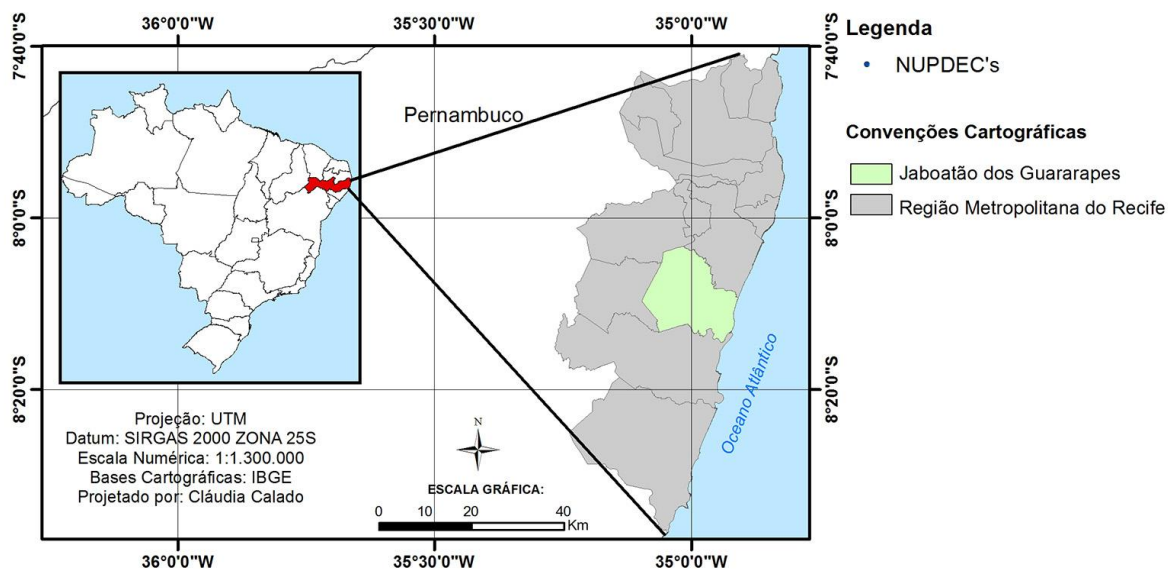 36°0'0"W
35°30'0"W
35°0'0"W
7°40'0"S
8°0'0"S
8°20'0"S
Pernambuco
Oceano Atlântico
Projeção: UTM
Datum: SIRGAS 2000 ZONA 25S
Escala Numérica: 1:1.300.000
Bases Cartográficas: IBGE
Projetado por: Cláudia Calado
N
ESCALA GRÁFICA:
0 10 20 40
Km
7°40'0"S
8°0'0"S
8°20'0"S
36°0'0"W
35°30'0"W
35°0'0"W
Legenda
NUPDEC's
Convenções Cartográficas
Jaboatão dos Guararapes
Região Metropolitana do Recife